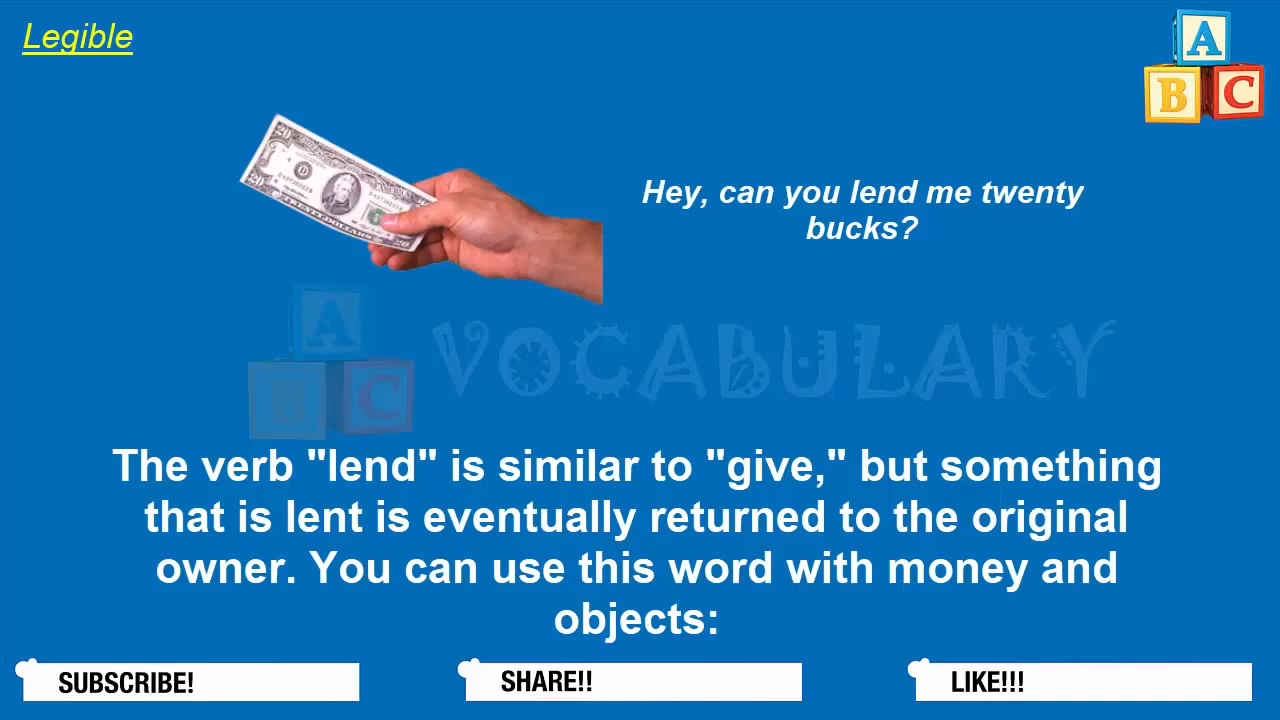 Legible
A
B C
Hey, can you lend me twenty
bucks?
A
B C
VOCABULARY
The verb "lend" is similar to "give," but something
that is lent is eventually returned to the original
owner. You can use this word with money and
objects:
SUBSCRIBE!
SHARE!!
LIKE!!!